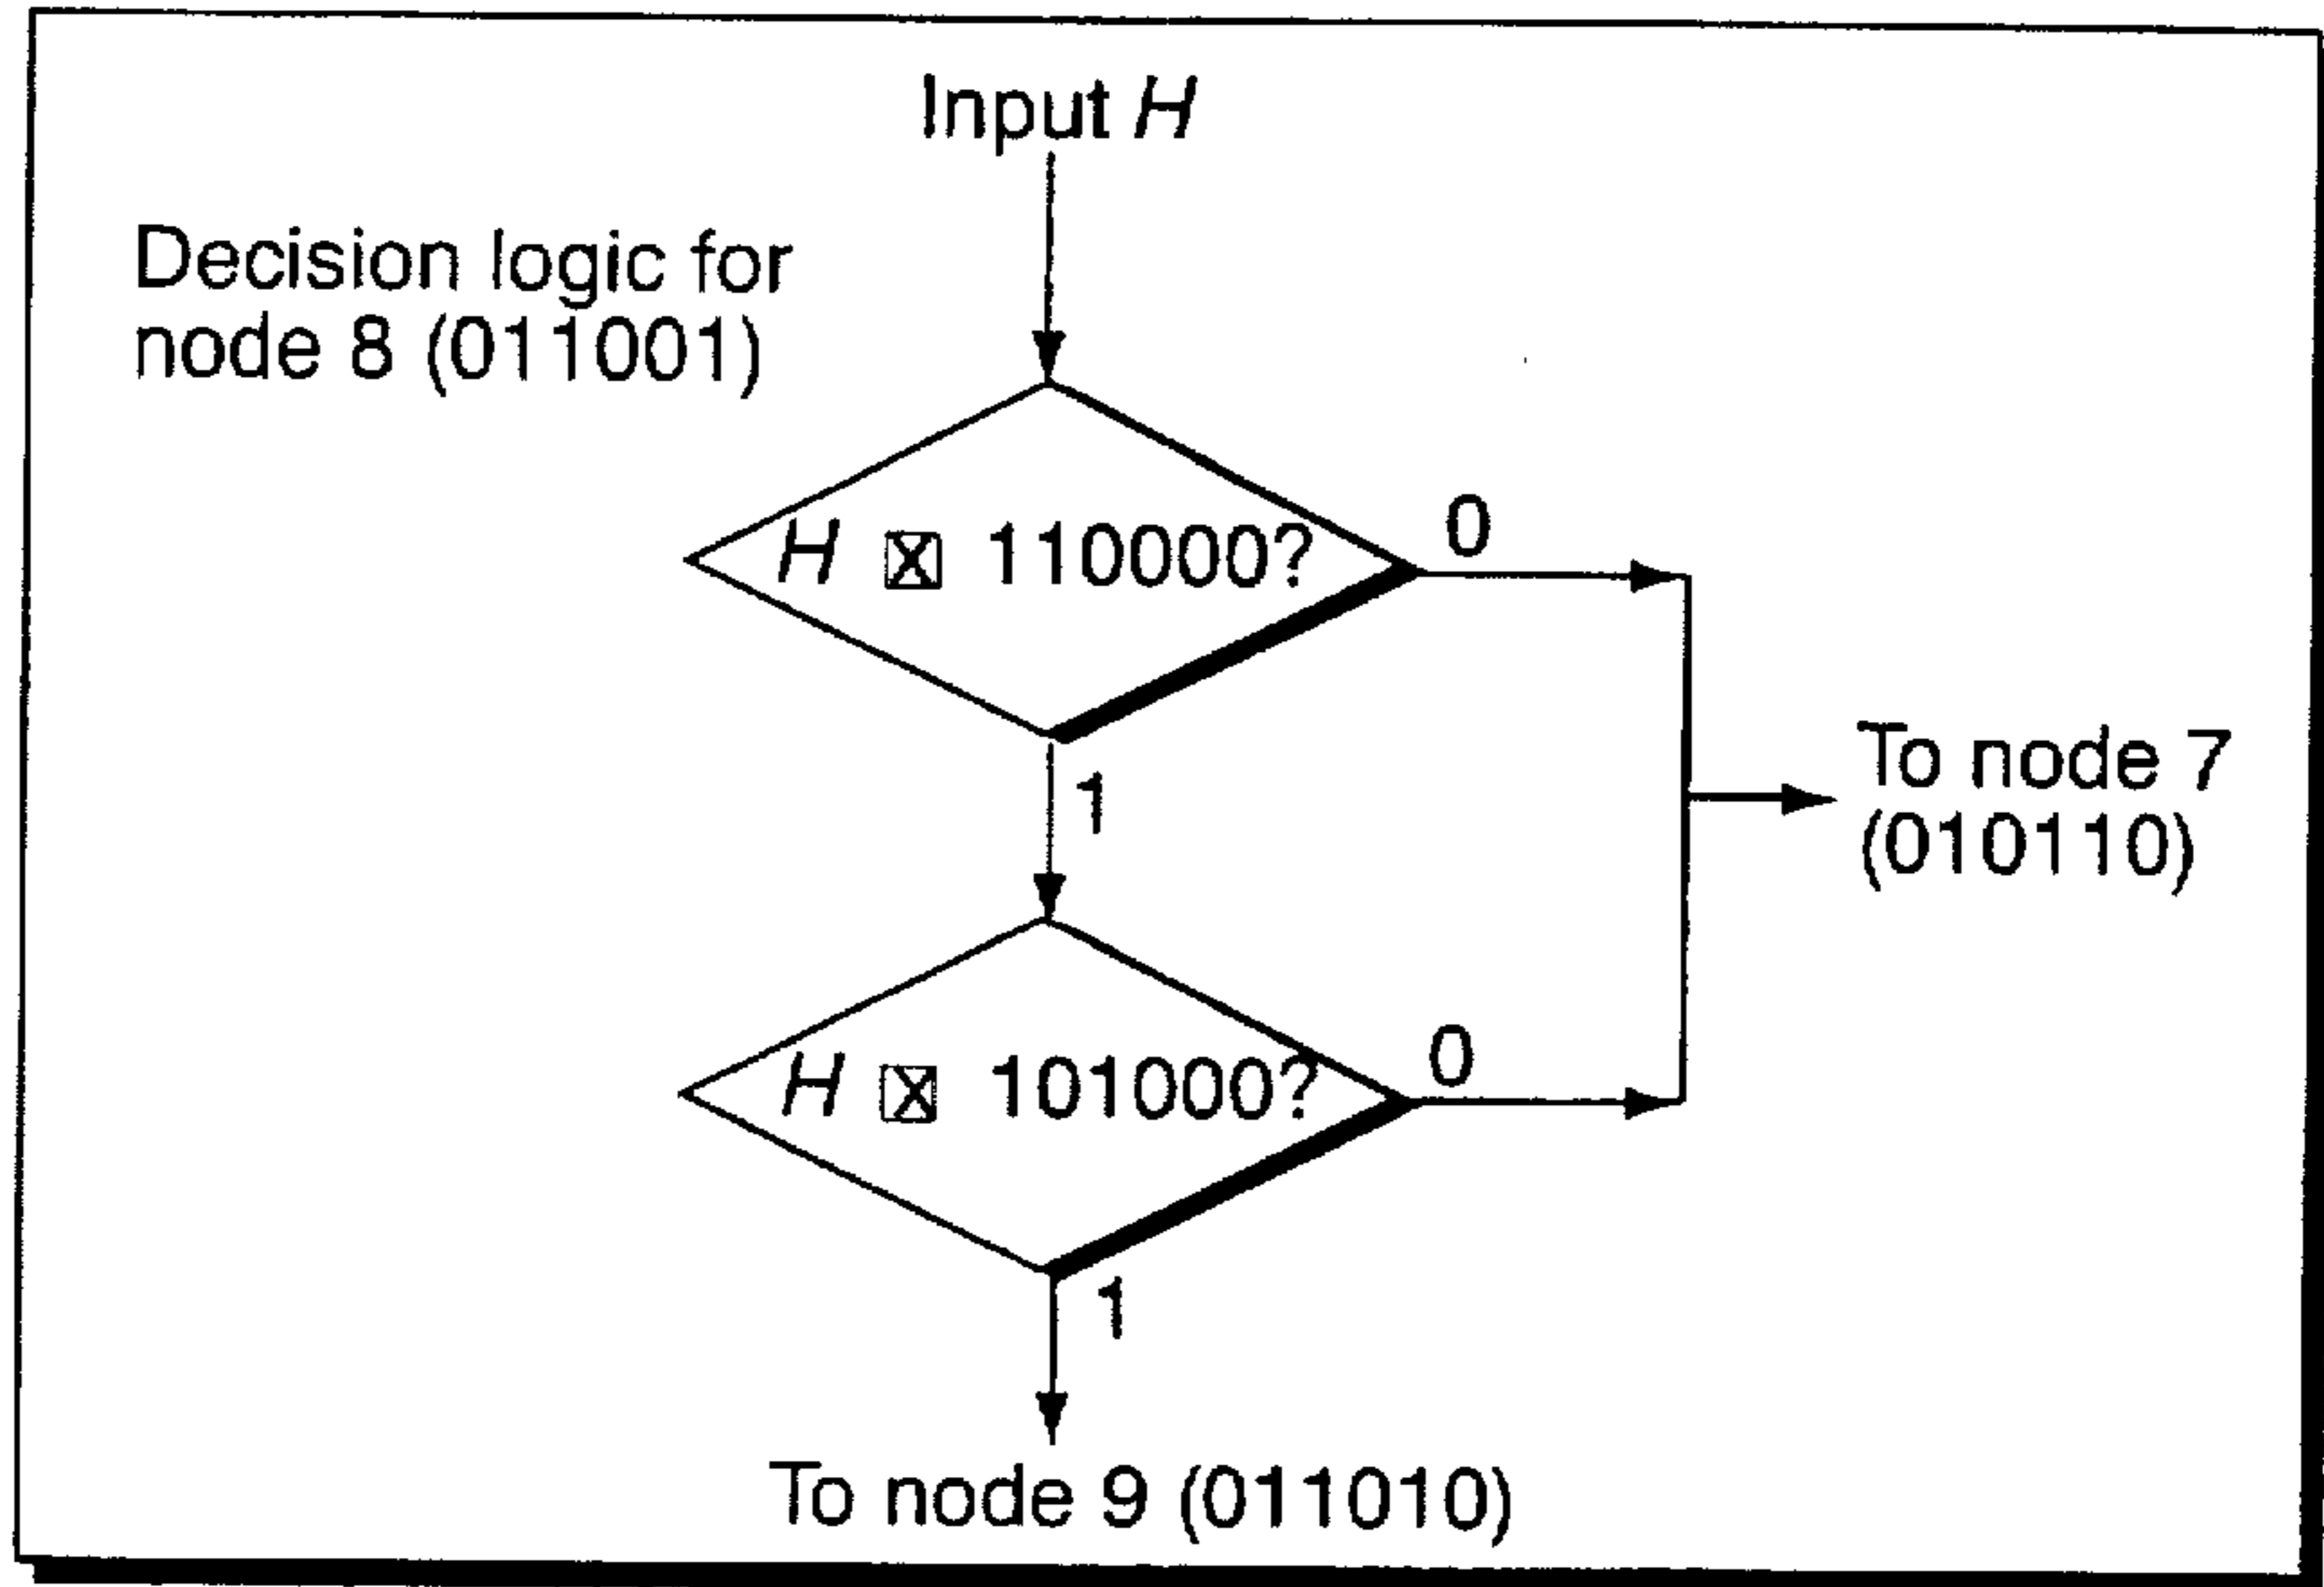 Input H
Decision logic for
node 8 (011001)
H ☒ 110000?
0
1
To node 7
(010110)
H ☒ 101000?
0
1
To node 9 (011010)